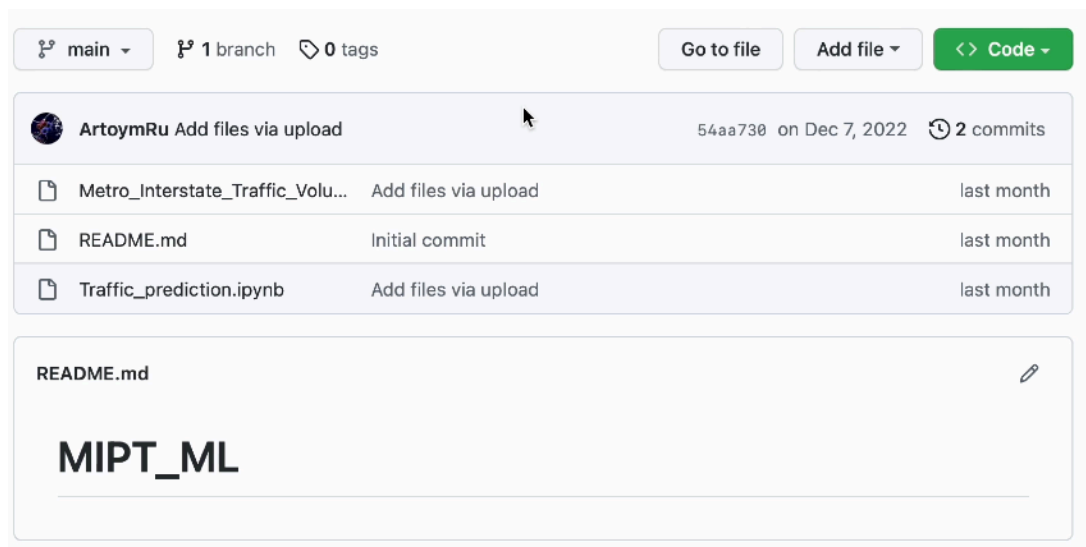 main 1 branch 0 tags Go to file Add file <> Code
ArtoymRu Add files via upload 54aa730 on Dec 7, 2022 2 commits
Metro_Interstate_Traffic_Volu... Add files via upload last month
README.md Initial commit last month
Traffic_prediction.ipynb Add files via upload last month
README.md
MIPT_ML